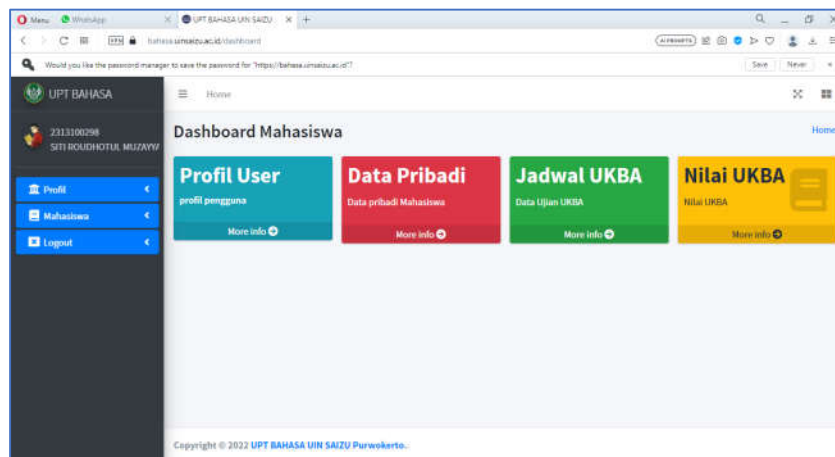 Menu
WhatsApp
UPT BAHASA UIN SAIZU
VPN
bahasa.uinsaizu.ac.id/dashboard
AI PROMPTS
Would you like the password manager to save the password for "https://bahasa.uinsaizu.ac.id"?
Save
Never
UPT BAHASA
Home
2313100298
SITI ROUDHOTUL MUZAYY
Dashboard Mahasiswa
Home
Profil
Mahasiswa
Logout
Profil User
profil pengguna
More info
Data Pribadi
Data pribadi Mahasiswa
More info
Jadwal UKBA
Data Ujian UKBA
More info
Nilai UKBA
Nilai UKBA
More info
Copyright © 2022 UPT BAHASA UIN SAIZU Purwokerto..